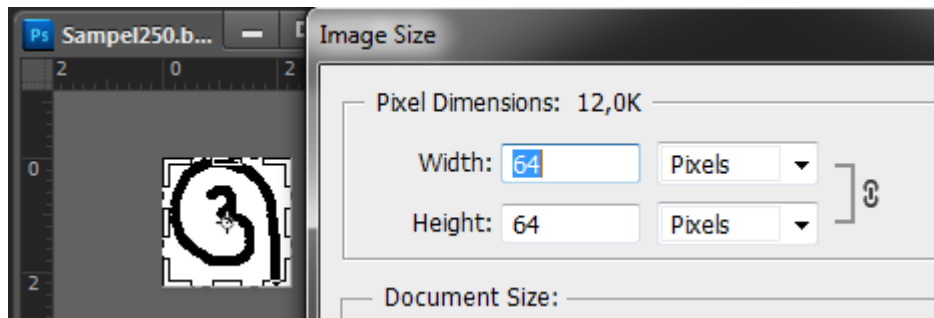 Ps Sampel250.b...
2 0 2
0
2
Image Size
Pixel Dimensions: 12,0K
Width: 64 Pixels
Height: 64 Pixels
Document Size: